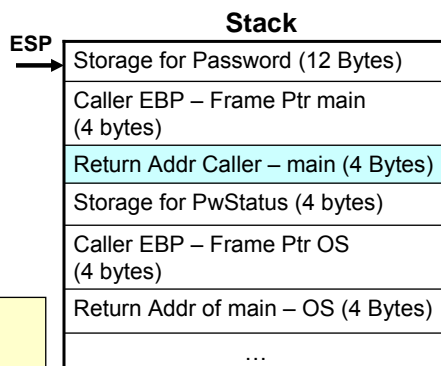 Stack
ESP
Storage for Password (12 Bytes)
Caller EBP – Frame Ptr main
(4 bytes)
Return Addr Caller – main (4 Bytes)
Storage for PwStatus (4 bytes)
Caller EBP – Frame Ptr OS
(4 bytes)
Return Addr of main – OS (4 Bytes)
…